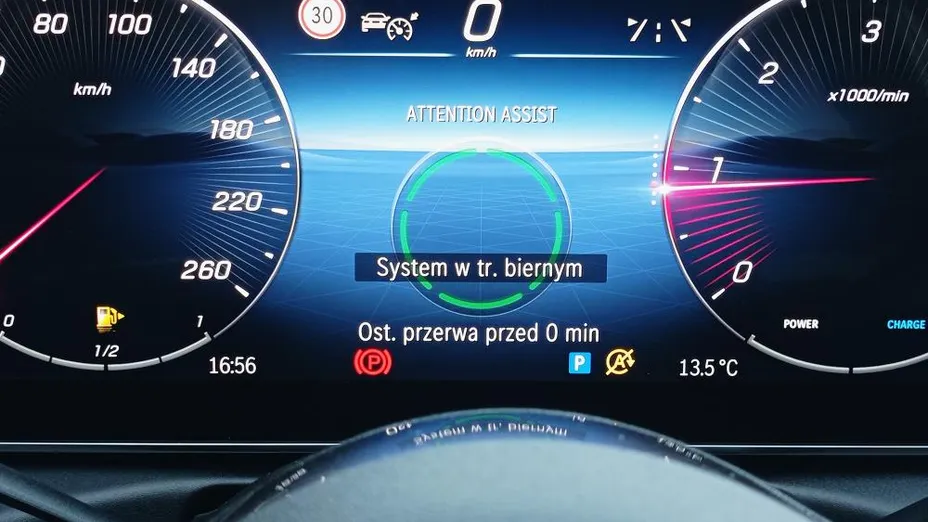 80
100
140
180
220
260
km/h
30
0
km/h
ATTENTION ASSIST
System w tr. biernym
Ost. przerwa przed 0 min
3
2
1
0
x1000/min
POWER
CHARGE
0
1/2
1
16:56
P
P
A
13.5 °C